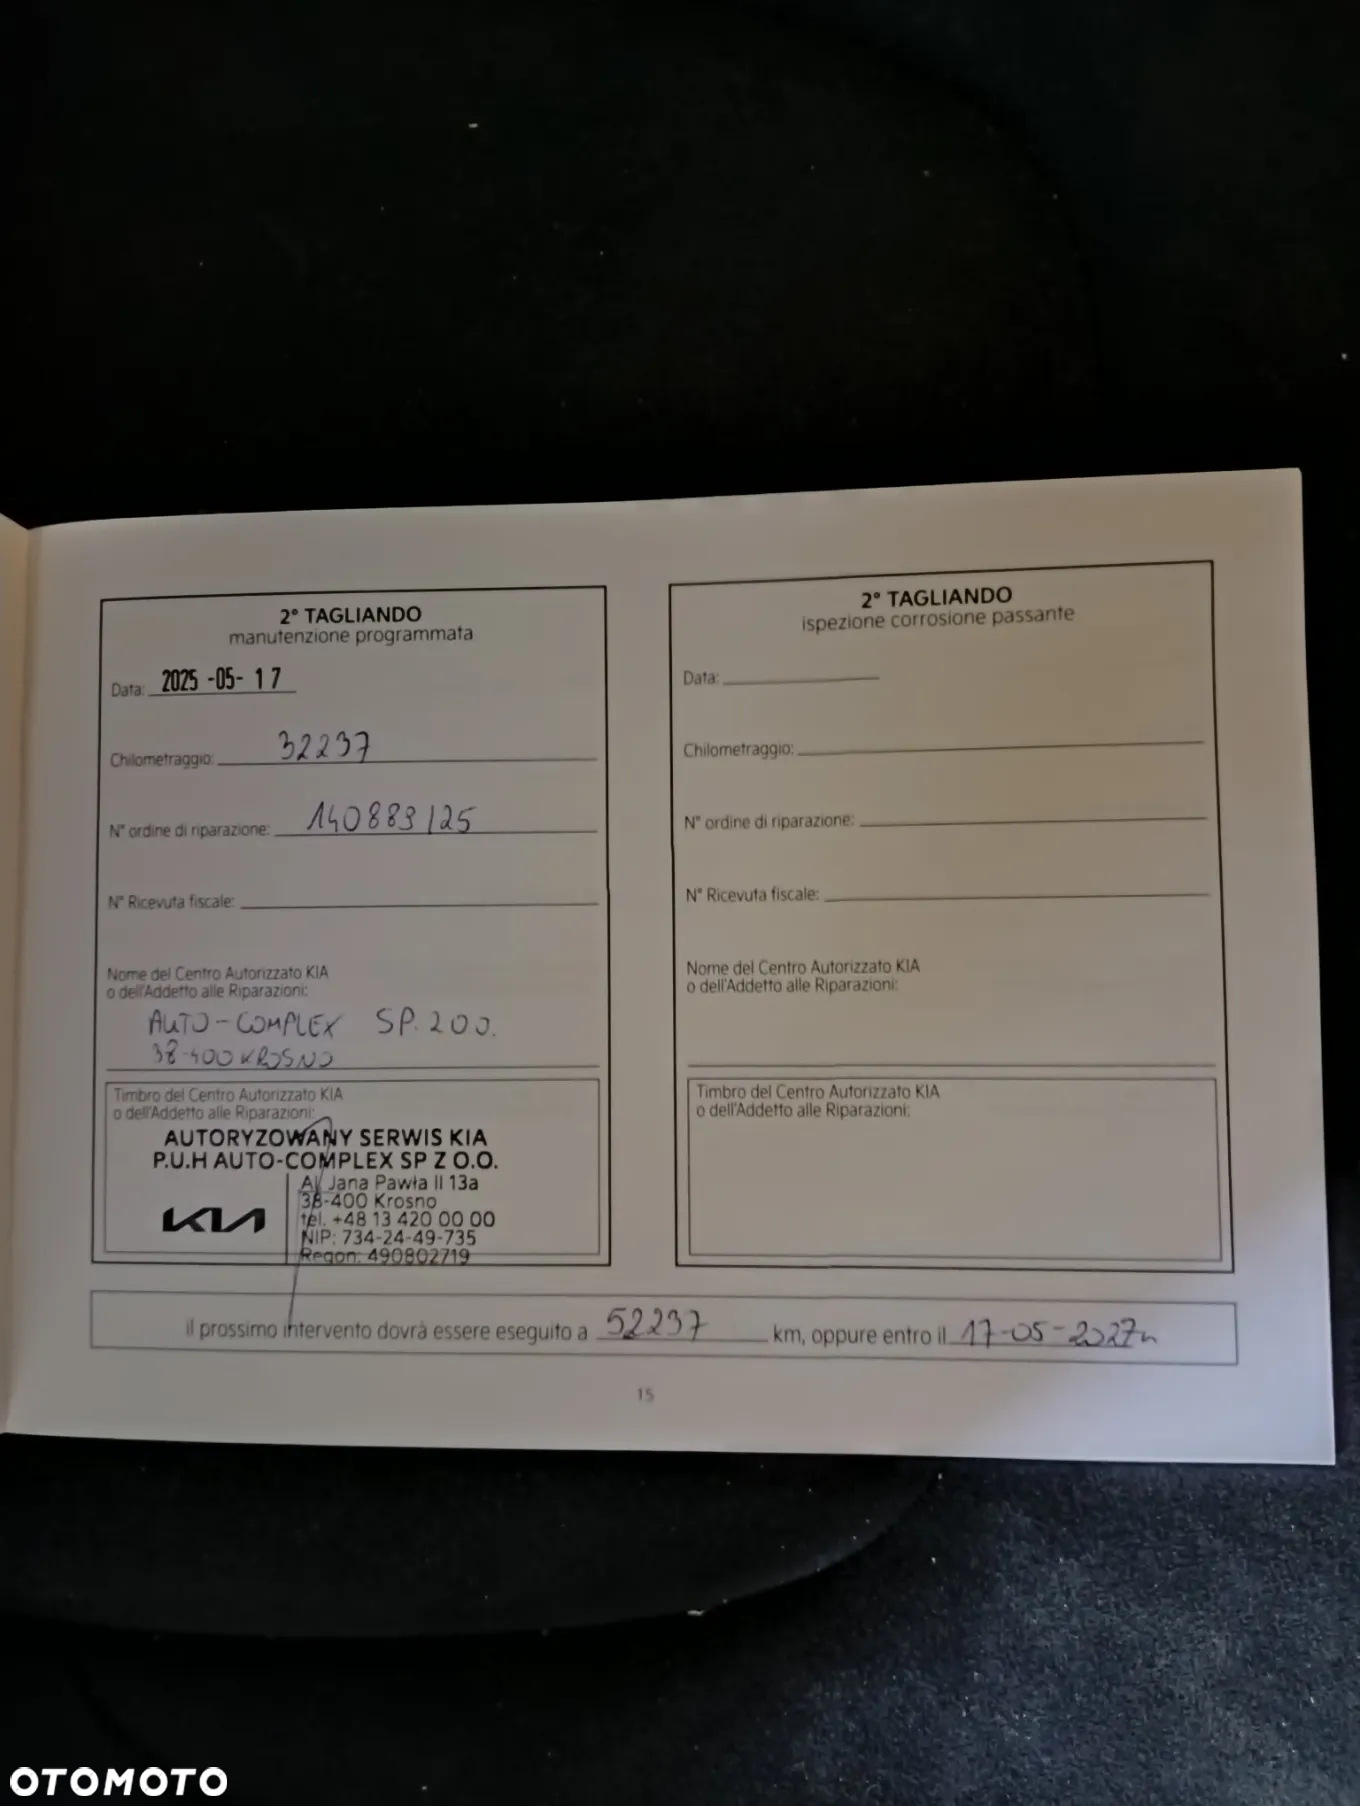 2° TAGLIANDO
manutenzione programmata
Data: 2025 -05- 17
Chilometraggio: 32237
N° ordine di riparazione: 140883/25
N° Ricevuta fiscale:
Nome del Centro Autorizzato KIA
o dell'Addetto alle Riparazioni:
AUTO-COMPLEX SP. ZOO.
38-400 KROSNO
Timbro del Centro Autorizzato KIA
o dell'Addetto alle Riparazioni:
AUTORYZOWANY SERWIS KIA
P.U.H AUTO-COMPLEX SP Z O.O.
KIA
Al. Jana Pawła II 13a
38-400 Krosno
tel. +48 13 420 00 00
NIP: 734-24-49-735
Regon: 490802719
2° TAGLIANDO
ispezione corrosione passante
Data:
Chilometraggio:
N° ordine di riparazione:
N° Ricevuta fiscale:
Nome del Centro Autorizzato KIA
o dell'Addetto alle Riparazioni:
Timbro del Centro Autorizzato KIA
o dell'Addetto alle Riparazioni:
il prossimo intervento dovrà essere eseguito a 52237 km, oppure entro il 17-05-2027r
15
OTOMOTO